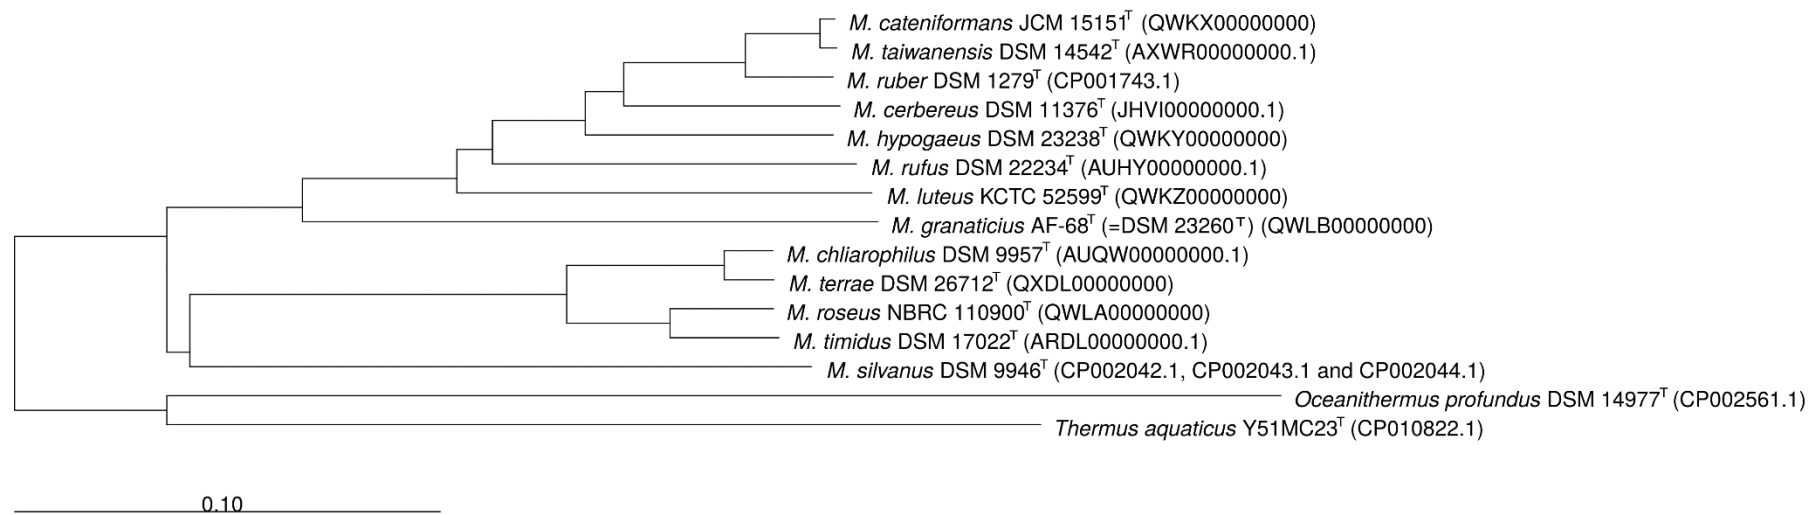 M. cateniformans JCM 15151ᵀ (QWKX00000000)
M. taiwanensis DSM 14542ᵀ (AXWR00000000.1)
M. ruber DSM 1279ᵀ (CP001743.1)
M. cerbereus DSM 11376ᵀ (JHVI00000000.1)
M. hypogaeus DSM 23238ᵀ (QWKY00000000)
M. rufus DSM 22234ᵀ (AUHY00000000.1)
M. luteus KCTC 52599ᵀ (QWKZ00000000)
M. granaticius AF-68ᵀ (=DSM 23260ᵀ) (QWLB00000000)
M. chliarophilus DSM 9957ᵀ (AUQW00000000.1)
M. terrae DSM 26712ᵀ (QXDL00000000)
M. roseus NBRC 110900ᵀ (QWLA00000000)
M. timidus DSM 17022ᵀ (ARDL00000000.1)
M. silvanus DSM 9946ᵀ (CP002042.1, CP002043.1 and CP002044.1)
Oceanithermus profundus DSM 14977ᵀ (CP002561.1)
Thermus aquaticus Y51MC23ᵀ (CP010822.1)
0.10